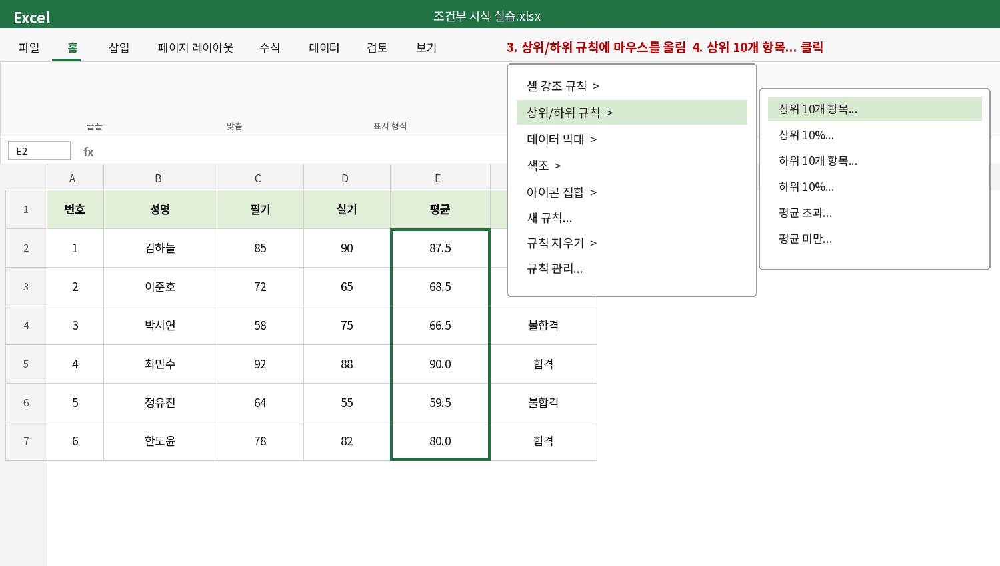 Excel
조건부 서식 실습.xlsx
파일 홈 삽입 페이지 레이아웃 수식 데이터 검토 보기
3. 상위/하위 규칙에 마우스를 올림 4. 상위 10개 항목... 클릭
글꼴 맞춤 표시 형식
셀 강조 규칙 >
상위/하위 규칙 >
데이터 막대 >
색조 >
아이콘 집합 >
새 규칙...
규칙 지우기 >
규칙 관리...
상위 10개 항목...
상위 10%...
하위 10개 항목...
하위 10%...
평균 초과...
평균 미만...
E2 fx
A B C D E
1 번호 성명 필기 실기 평균
2 1 김하늘 85 90 87.5
3 2 이준호 72 65 68.5
4 3 박서연 58 75 66.5 불합격
5 4 최민수 92 88 90.0 합격
6 5 정유진 64 55 59.5 불합격
7 6 한도윤 78 82 80.0 합격